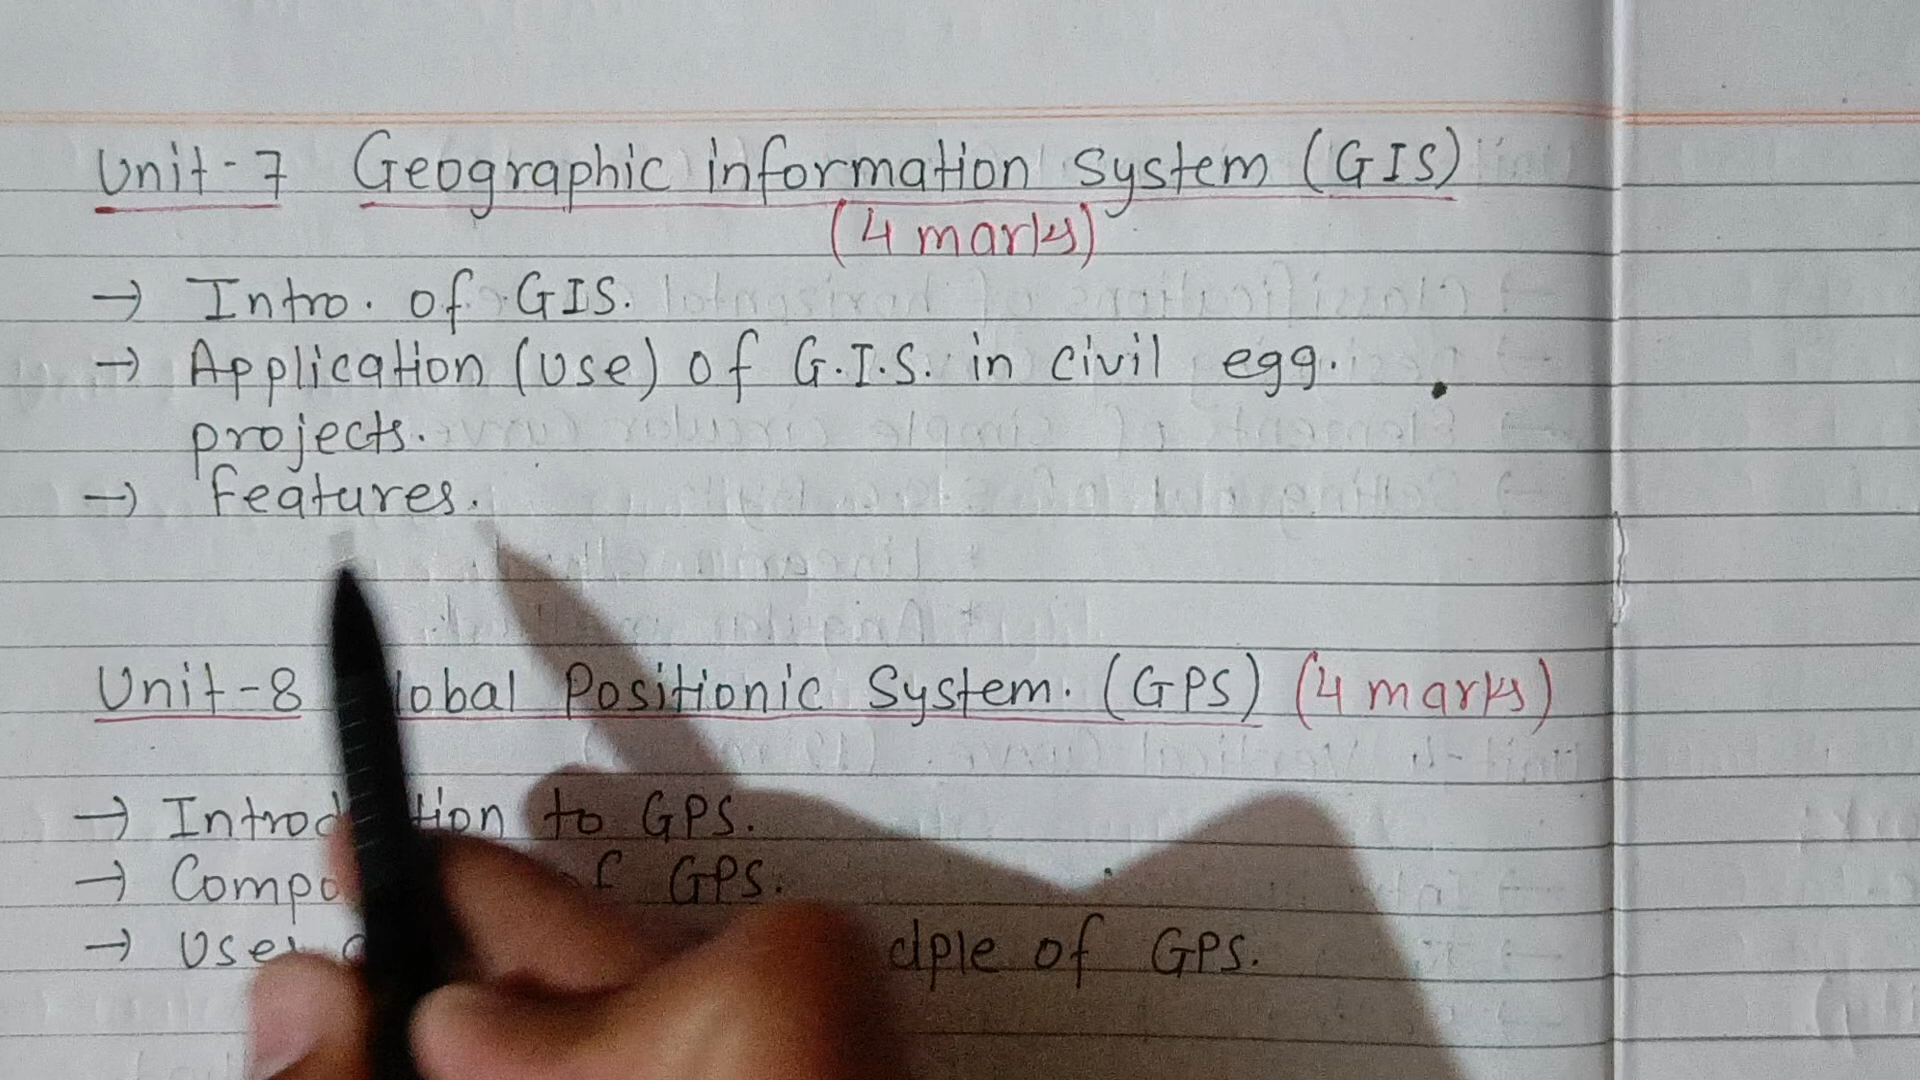 Unit-7 Geographic information System (GIS)
(4 marks)
→ Intro. of GIS.
→ Application (use) of G.I.S. in civil egg.
projects.
→ Features.
Unit-8 lobal Positionic System. (GPS) (4 marks)
→ Introd tion to GPS.
→ Compo f GPS.
→ Uses ciple of GPS.